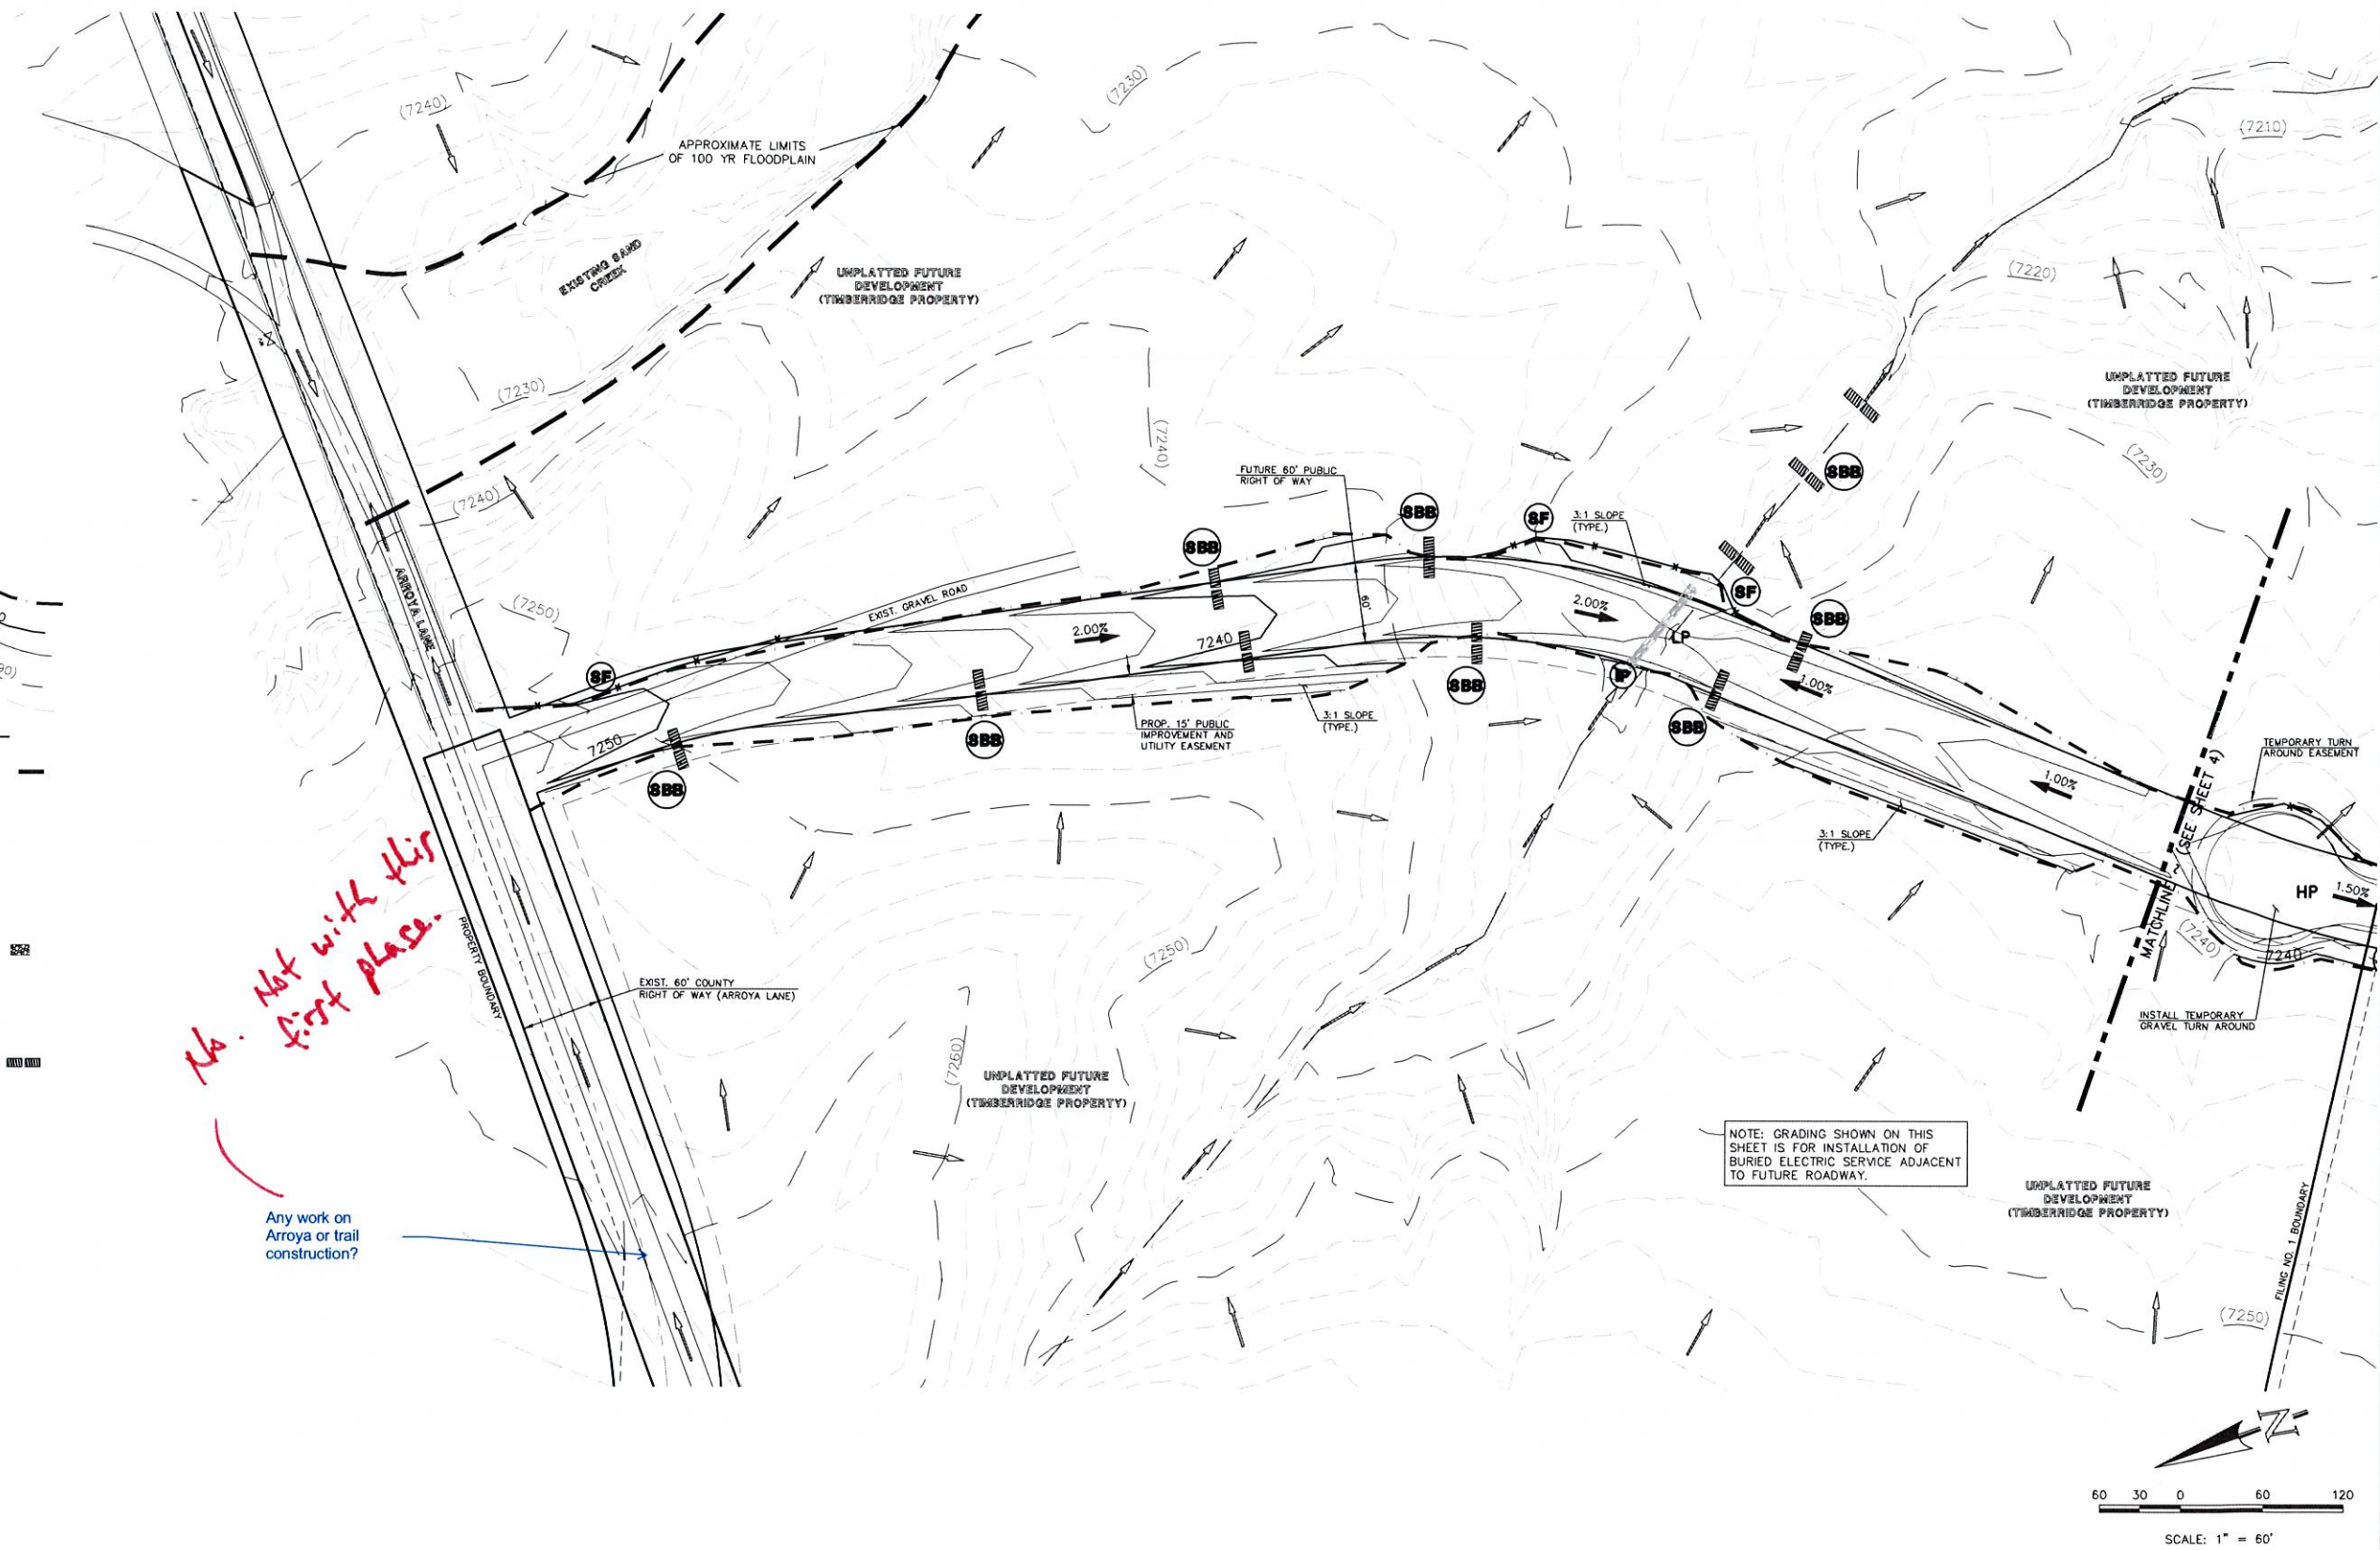 (7240)
APPROXIMATE LIMITS
OF 100 YR FLOODPLAIN
(7230)
(7210)
EXISTING SAND
CREEK
UNPLATTED FUTURE
DEVELOPMENT
(TIMBERRIDGE PROPERTY)
(7220)
UNPLATTED FUTURE
DEVELOPMENT
(TIMBERRIDGE PROPERTY)
(7230)
(7240)
(7240)
(7230)
FUTURE 60' PUBLIC
RIGHT OF WAY
SBB
SBB
SBB
SF
3:1 SLOPE
(TYPE.)
ARROYA LANE
(7250)
EXIST. GRAVEL ROAD
60'
2.00%
2.00%
SF
SBB
LP
7240
SF
IP
1.00%
SBB
SBB
7250
SBB
SBB
PROP. 15' PUBLIC
IMPROVEMENT AND
UTILITY EASEMENT
3:1 SLOPE
(TYPE.)
1.00%
3:1 SLOPE
(TYPE.)
TEMPORARY TURN
AROUND EASEMENT
MATCHLINE 2 (SEE SHEET 4)
HP
1.50%
(7240)
7240
INSTALL TEMPORARY
GRAVEL TURN AROUND
No. Not with this
first phase.
PROPERTY BOUNDARY
EXIST. 60' COUNTY
RIGHT OF WAY (ARROYA LANE)
(7250)
(7260)
UNPLATTED FUTURE
DEVELOPMENT
(TIMBERRIDGE PROPERTY)
NOTE: GRADING SHOWN ON THIS
SHEET IS FOR INSTALLATION OF
BURIED ELECTRIC SERVICE ADJACENT
TO FUTURE ROADWAY.
UNPLATTED FUTURE
DEVELOPMENT
(TIMBERRIDGE PROPERTY)
FILING NO. 1 BOUNDARY
(7250)
Any work on
Arroya or trail
construction?
N
60 30 0 60 120
SCALE: 1" = 60'